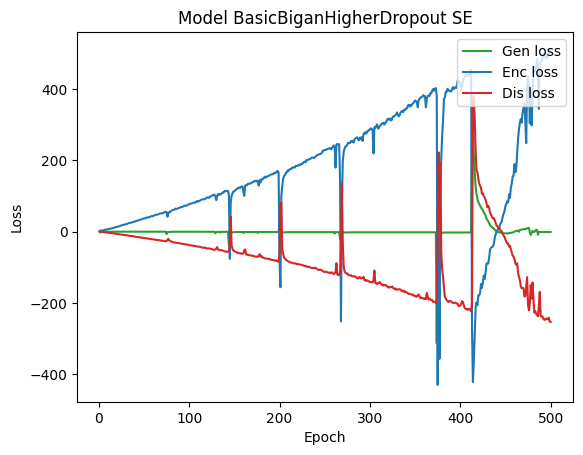 Model BasicBiganHigherDropout SE
Gen loss
Enc loss
Dis loss
400
200
0
−200
−400
Loss
0
100
200
300
400
500
Epoch